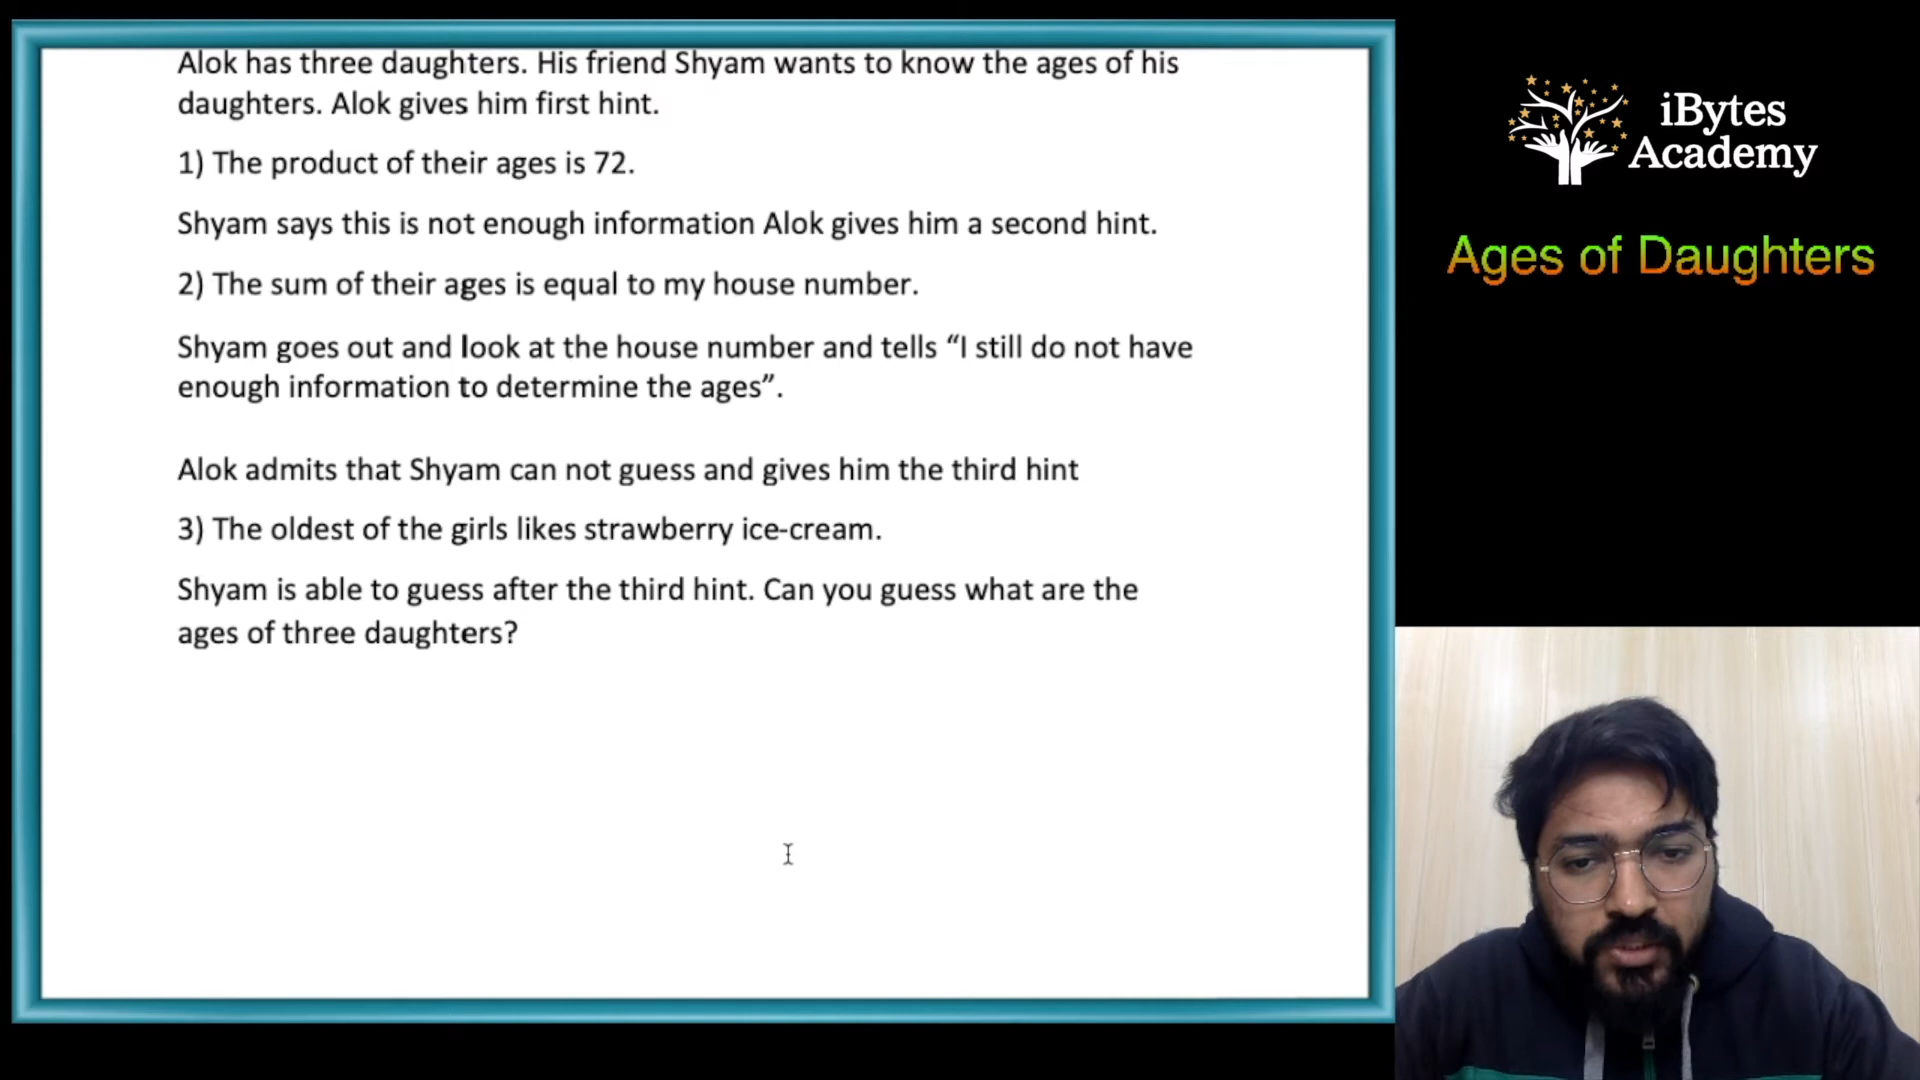 Alok has three daughters. His friend Shyam wants to know the ages of his
daughters. Alok gives him first hint.
1) The product of their ages is 72.
Shyam says this is not enough information Alok gives him a second hint.
2) The sum of their ages is equal to my house number.
Shyam goes out and look at the house number and tells “I still do not have
enough information to determine the ages”.
Alok admits that Shyam can not guess and gives him the third hint
3) The oldest of the girls likes strawberry ice-cream.
Shyam is able to guess after the third hint. Can you guess what are the
ages of three daughters?
iBytes
Academy
Ages of Daughters